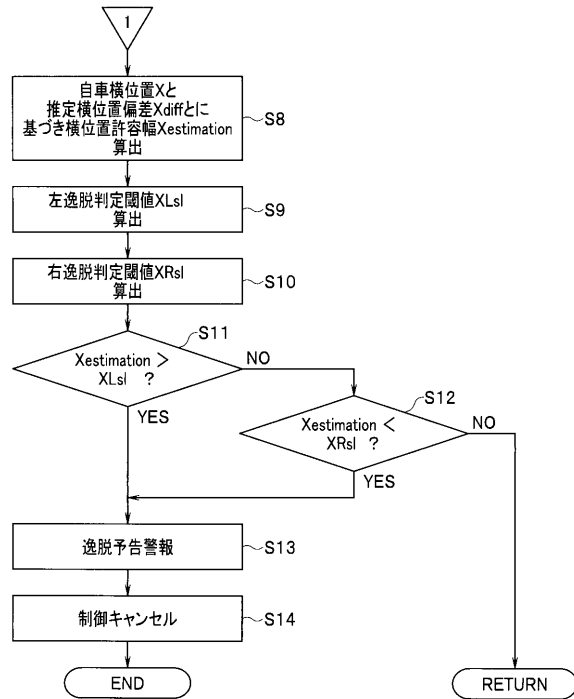 1
自車横位置Xと
推定横位置偏差Xdiffとに
基づき横位置許容幅Xestimation
算出
S8
左逸脱判定閾値XLsl
算出
S9
右逸脱判定閾値XRsl
算出
S10
S11
Xestimation >
XLsl ?
NO
YES
S12
Xestimation <
XRsl ?
NO
YES
逸脱予告警報
S13
制御キャンセル
S14
END
RETURN